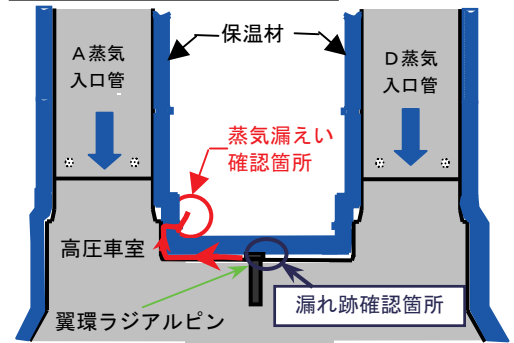 保温材
A蒸気
入口管
D蒸気
入口管
蒸気漏えい
確認箇所
高圧車室
漏れ跡確認箇所
翼環ラジアルピン